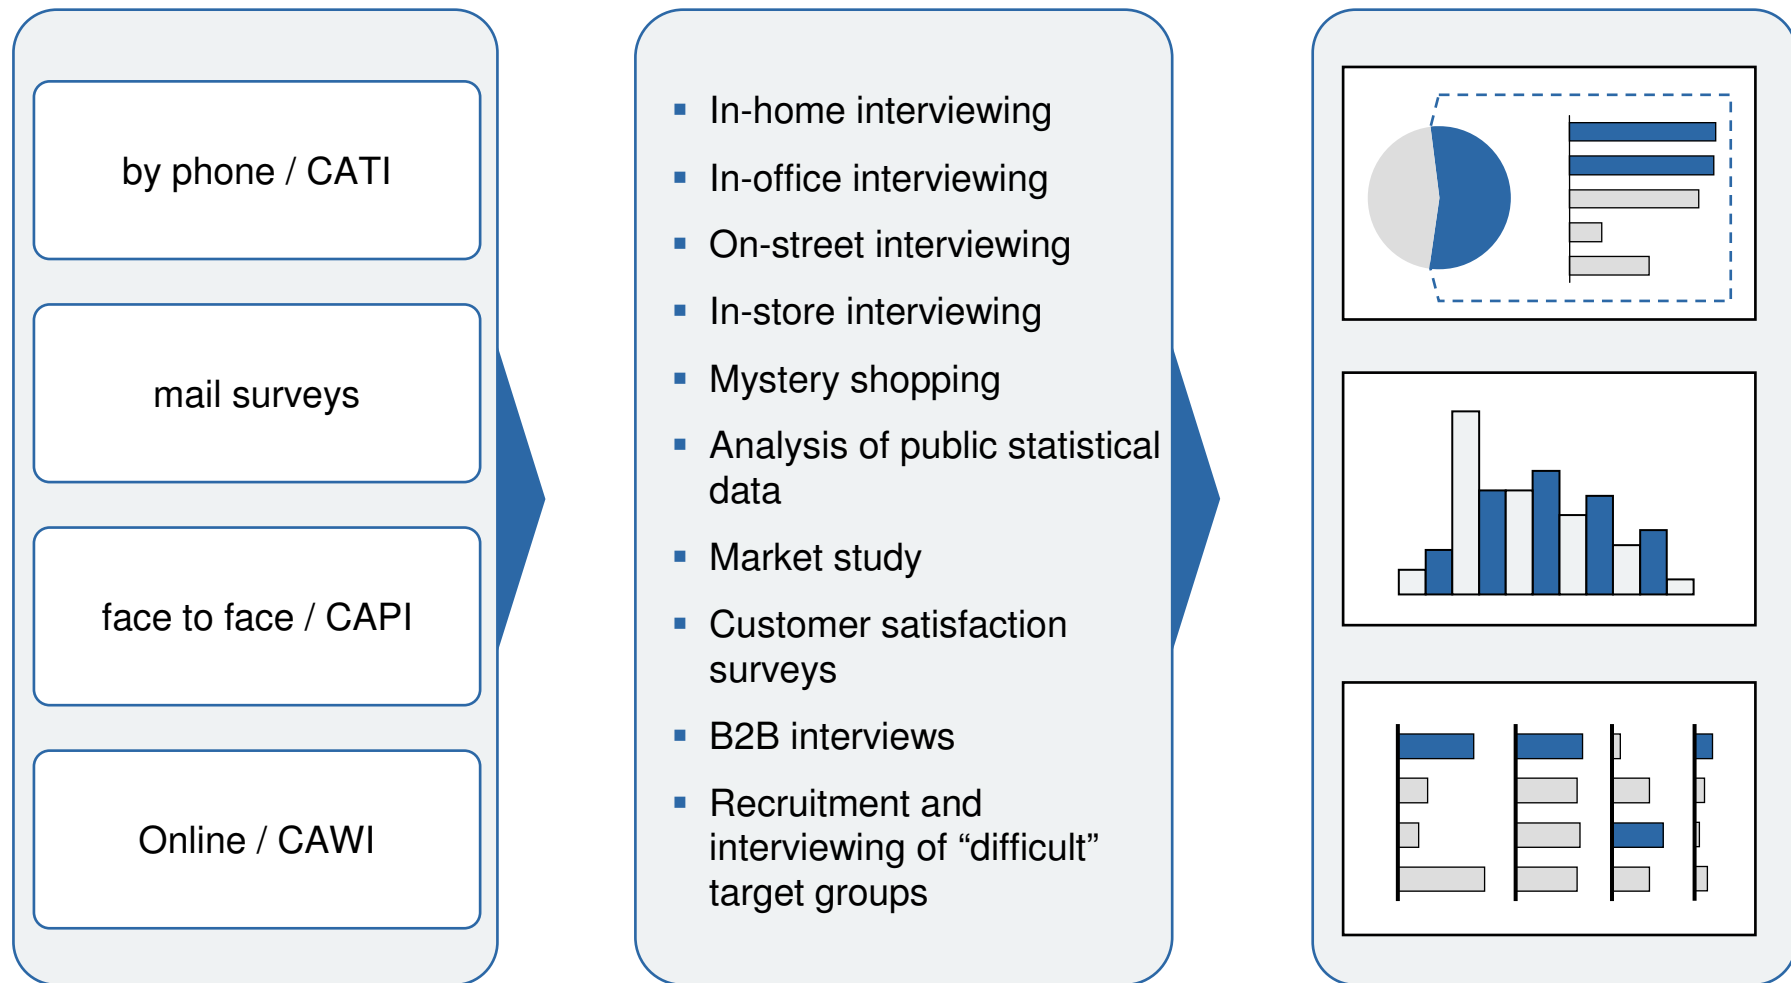 by phone / CATI
mail surveys
face to face / CAPI
Online / CAWI
In-home interviewing
In-office interviewing
On-street interviewing
In-store interviewing
Mystery shopping
Analysis of public statistical
data
Market study
Customer satisfaction
surveys
B2B interviews
Recruitment and
interviewing of “difficult”
target groups